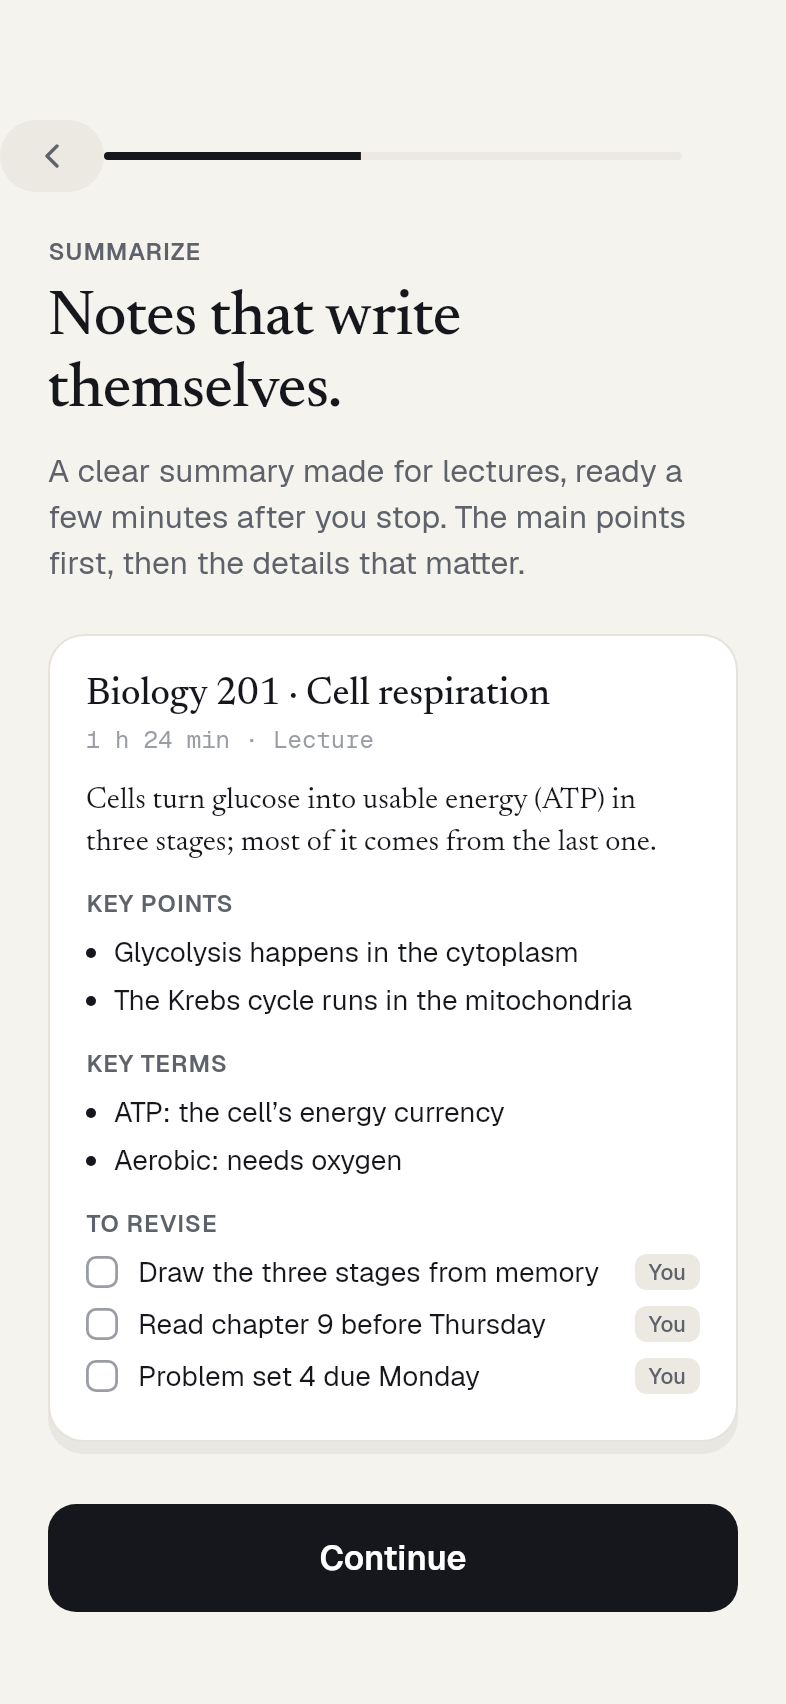 SUMMARIZE
Notes that write
themselves.
A clear summary made for lectures, ready a
few minutes after you stop. The main points
first, then the details that matter.
Biology 201 · Cell respiration
1 h 24 min · Lecture
Cells turn glucose into usable energy (ATP) in
three stages; most of it comes from the last one.
KEY POINTS
• Glycolysis happens in the cytoplasm
• The Krebs cycle runs in the mitochondria
KEY TERMS
• ATP: the cell’s energy currency
• Aerobic: needs oxygen
TO REVISE
Draw the three stages from memory You
Read chapter 9 before Thursday You
Problem set 4 due Monday You
Continue